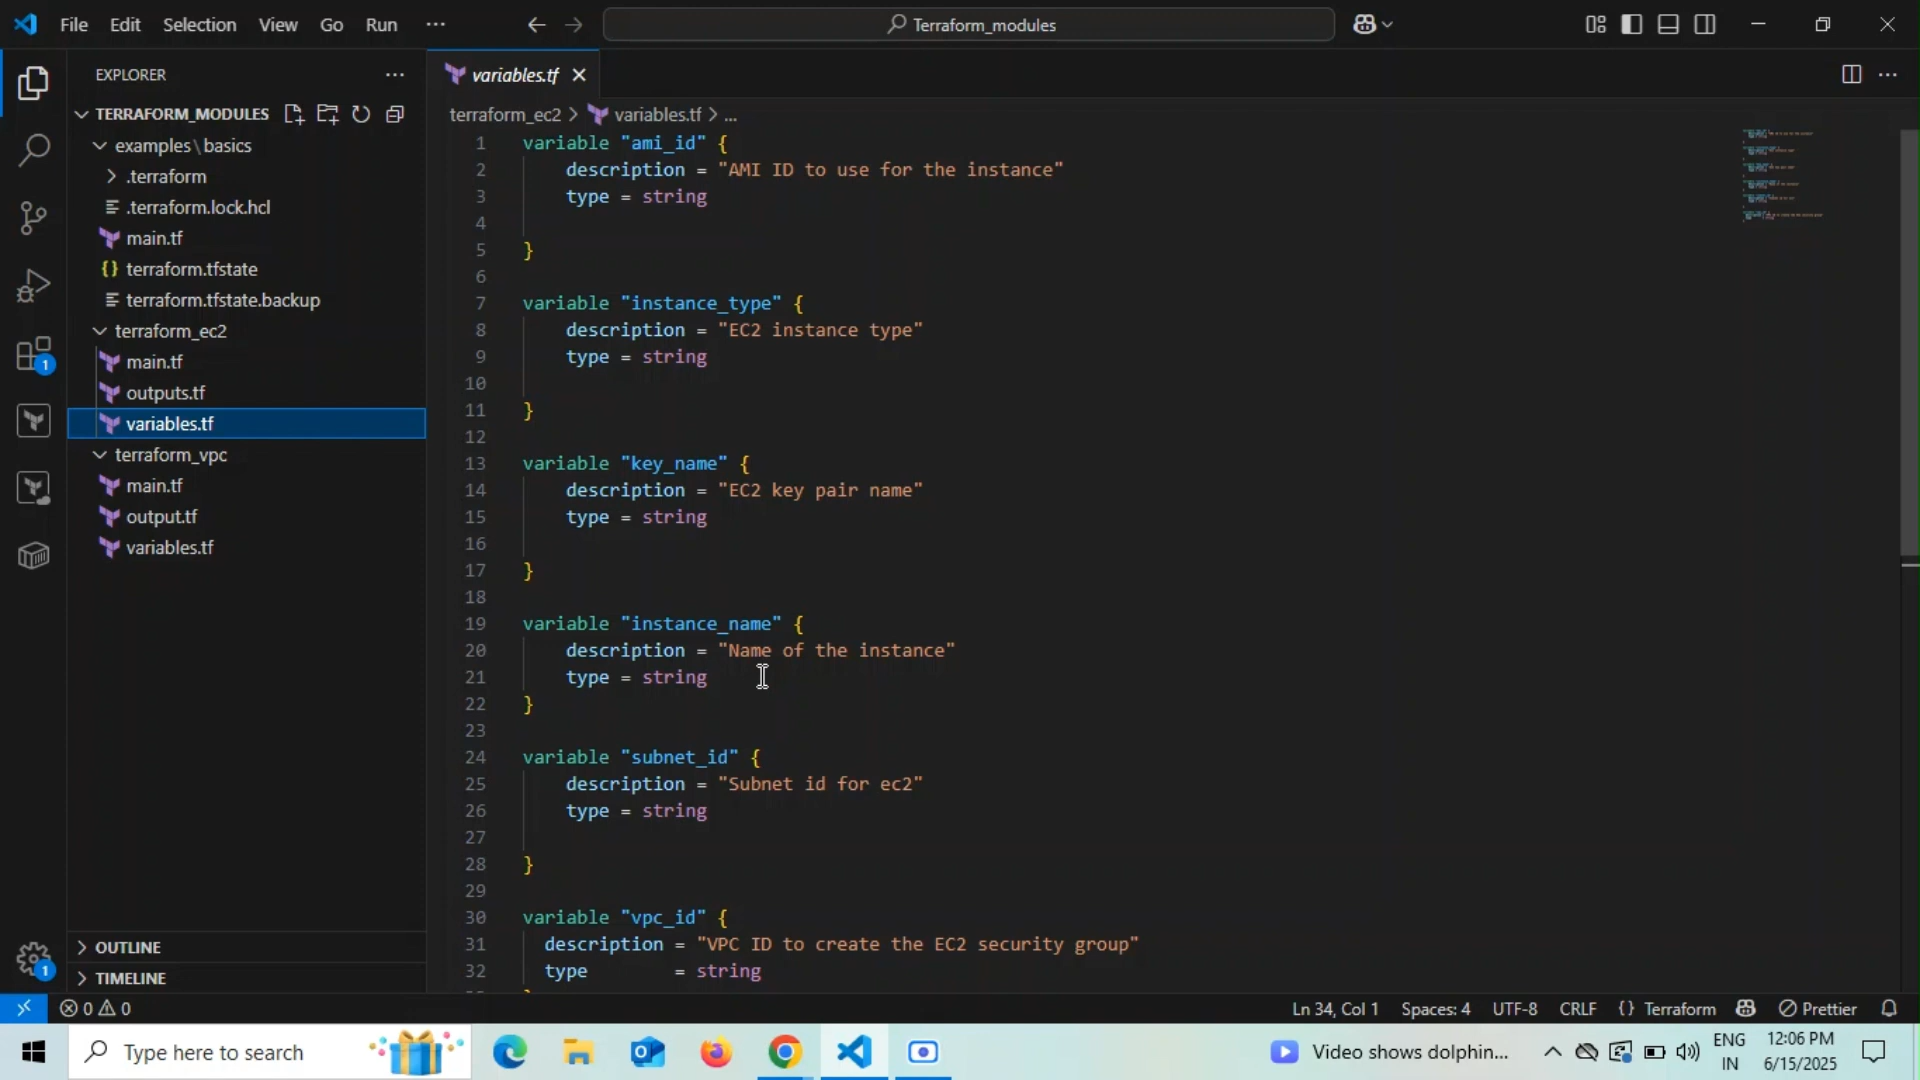 File Edit Selection View Go Run ... Terraform_modules
EXPLORER
TERRAFORM_MODULES
examples\basics
.terraform
.terraform.lock.hcl
main.tf
terraform.tfstate
terraform.tfstate.backup
terraform_ec2
main.tf
outputs.tf
variables.tf
terraform_vpc
main.tf
output.tf
variables.tf
OUTLINE
TIMELINE
1
1
variables.tf
terraform_ec2 > variables.tf > ...
1 variable "ami_id" {
2 description = "AMI ID to use for the instance"
3 type = string
4
5 }
6
7 variable "instance_type" {
8 description = "EC2 instance type"
9 type = string
10
11 }
12
13 variable "key_name" {
14 description = "EC2 key pair name"
15 type = string
16
17 }
18
19 variable "instance_name" {
20 description = "Name of the instance"
21 type = string
22 }
23
24 variable "subnet_id" {
25 description = "Subnet id for ec2"
26 type = string
27
28 }
29
30 variable "vpc_id" {
31 description = "VPC ID to create the EC2 security group"
32 type = string
0 0 Ln 34, Col 1 Spaces: 4 UTF-8 CRLF {} Terraform Prettier
Type here to search Video shows dolphin... ENG IN 12:06 PM 6/15/2025